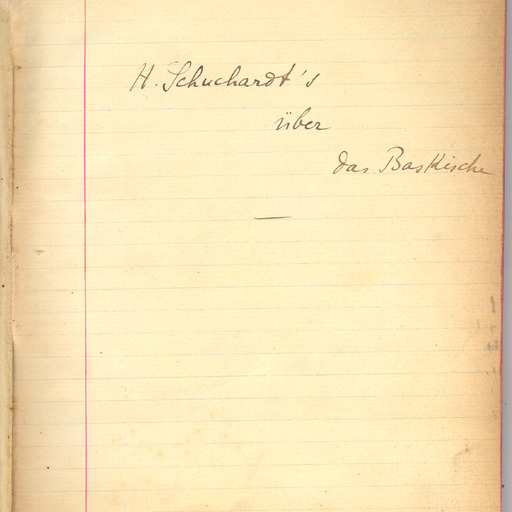 H. Schuchardt's
über
das Baskische